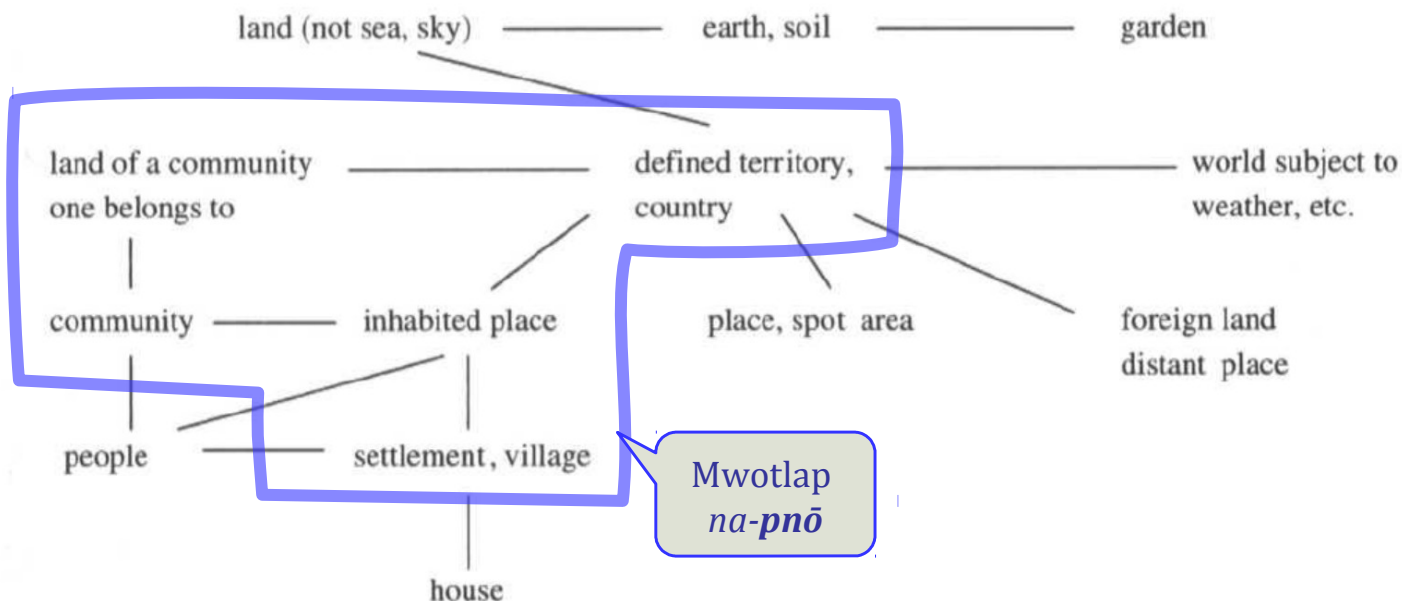 land (not sea, sky)
earth, soil
garden
land of a community
one belongs to
defined territory,
country
world subject to
weather, etc.
community
inhabited place
place, spot area
foreign land
distant place
people
settlement, village
Mwotlap
na-pnō
house